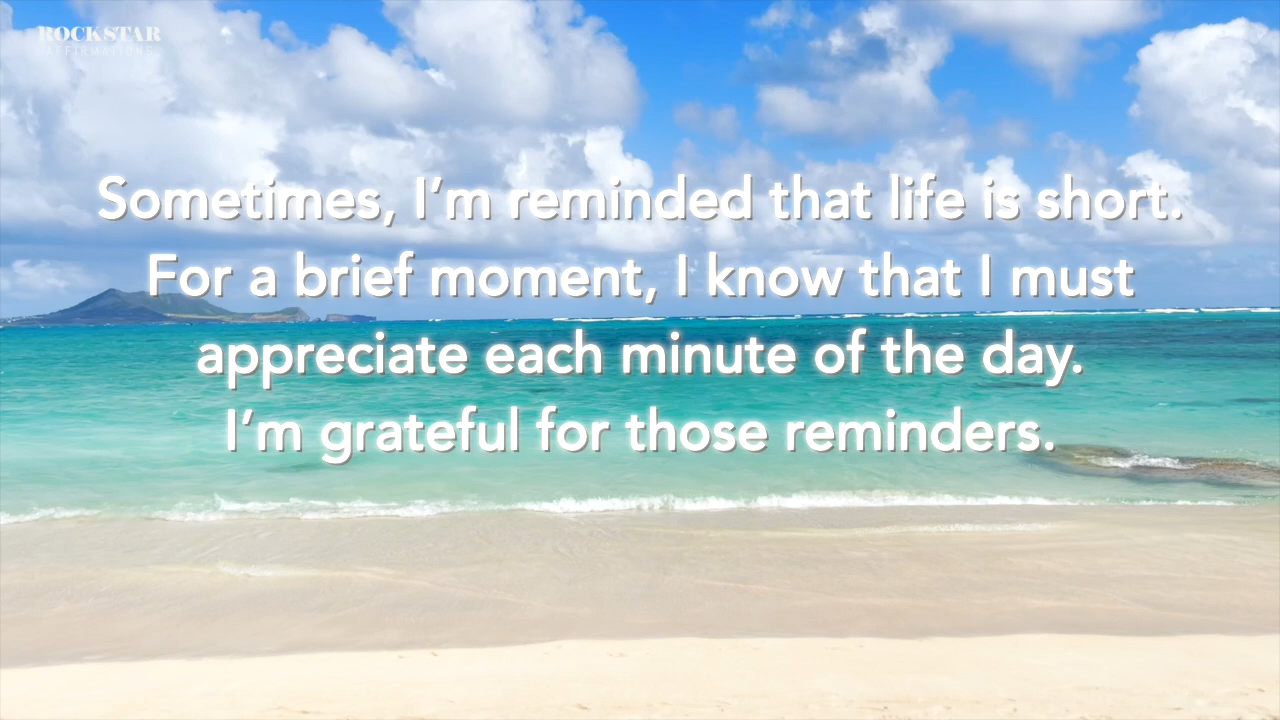 ROCKSTAR
AFFIRMATIONS
Sometimes, I’m reminded that life is short.
For a brief moment, I know that I must
appreciate each minute of the day.
I’m grateful for those reminders.